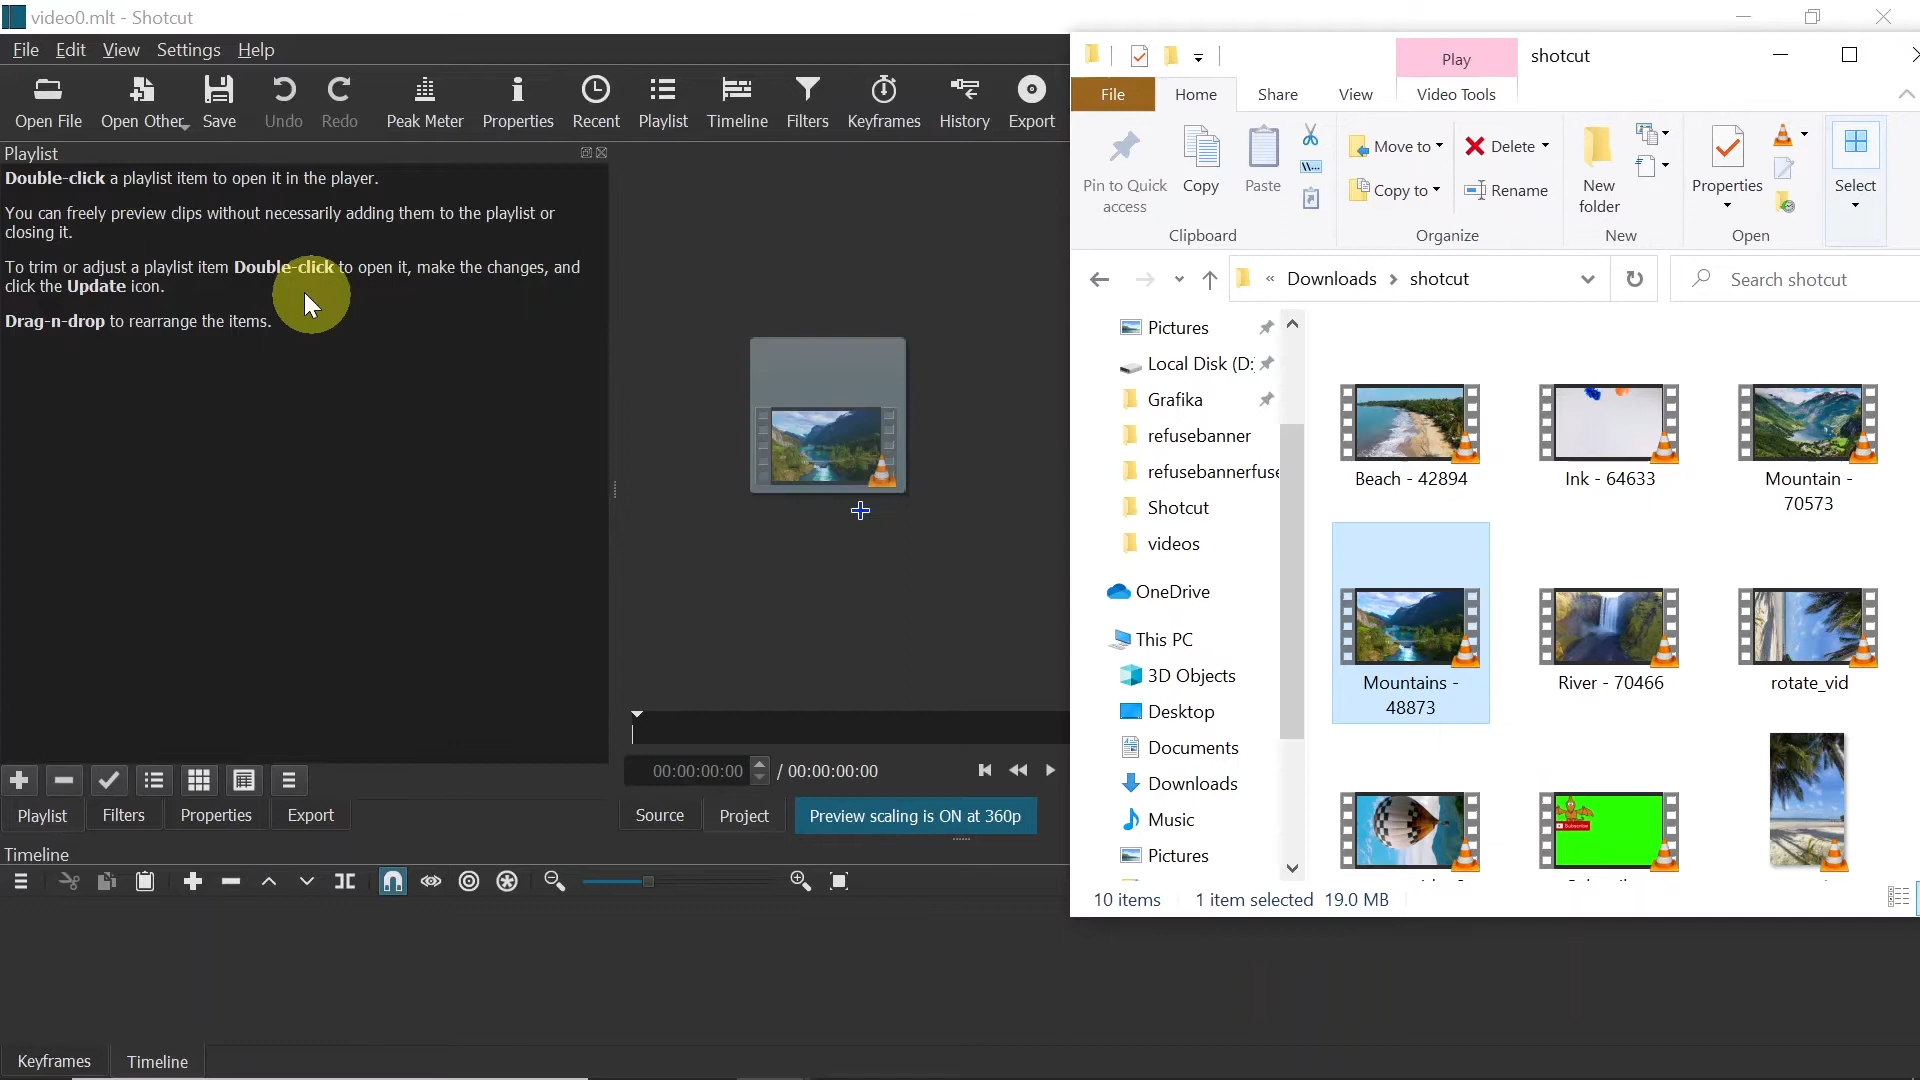 video0.mlt - Shotcut
File Edit View Settings Help
Open File Open Other Save Undo Redo Peak Meter Properties Recent Playlist Timeline Filters Keyframes History Export
Playlist
Double-click a playlist item to open it in the player.
You can freely preview clips without necessarily adding them to the playlist or
closing it.
To trim or adjust a playlist item Double-click to open it, make the changes, and
click the Update icon.
Drag-n-drop to rearrange the items.
Playlist Filters Properties Export
00:00:00:00 / 00:00:00:00
Source Project Preview scaling is ON at 360p
Timeline
Keyframes Timeline
Play shotcut
File Home Share View Video Tools
Pin to Quick
access
Copy
Paste
Clipboard
Move to
Copy to
Delete
Rename
Organize
New
folder
New
Properties
Open
Select
« Downloads > shotcut
Search shotcut
Pictures
Local Disk (D:
Grafika
refusebanner
refusebannerfuse
Shotcut
videos
OneDrive
This PC
3D Objects
Desktop
Documents
Downloads
Music
Pictures
Beach - 42894
Ink - 64633
Mountain -
70573
Mountains -
48873
River - 70466
rotate_vid
10 items 1 item selected 19.0 MB